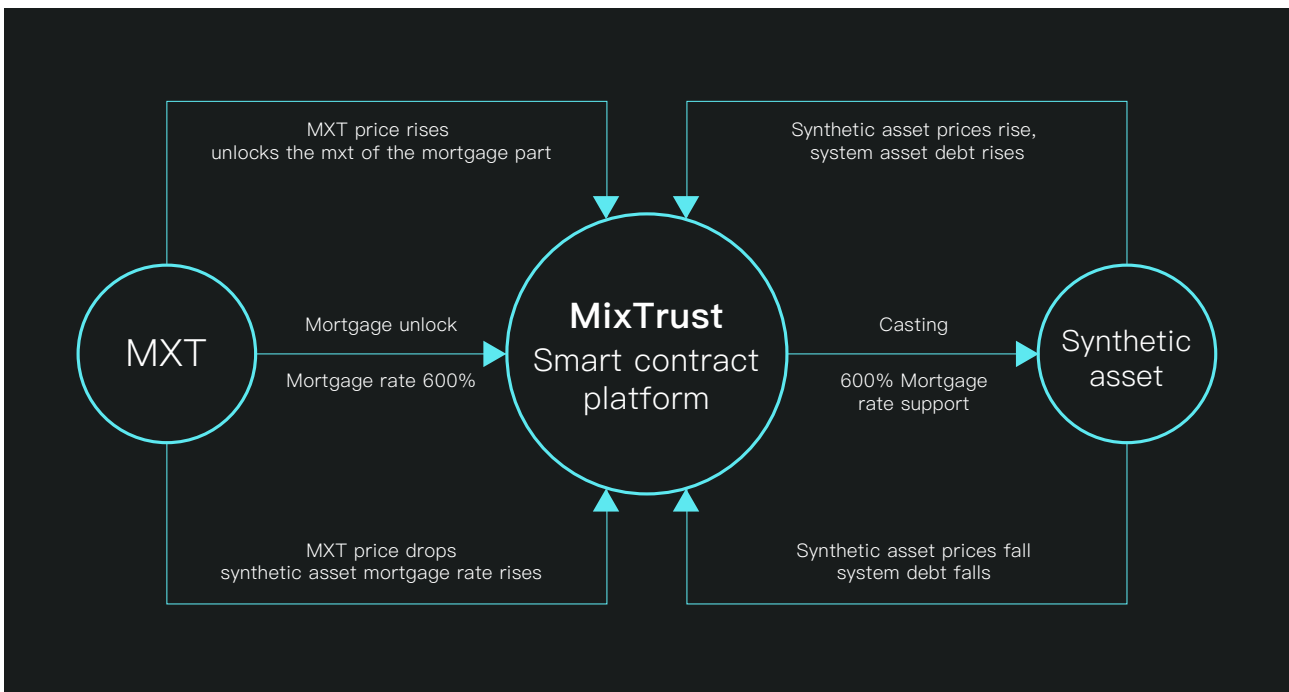 MXT price rises
unlocks the mxt of the mortgage part
Synthetic asset prices rise,
system asset debt rises
MXT
Mortgage unlock
Mortgage rate 600%
MixTrust
Smart contract
platform
Casting
600% Mortgage
rate support
Synthetic
asset
MXT price drops
synthetic asset mortgage rate rises
Synthetic asset prices fall
system debt falls